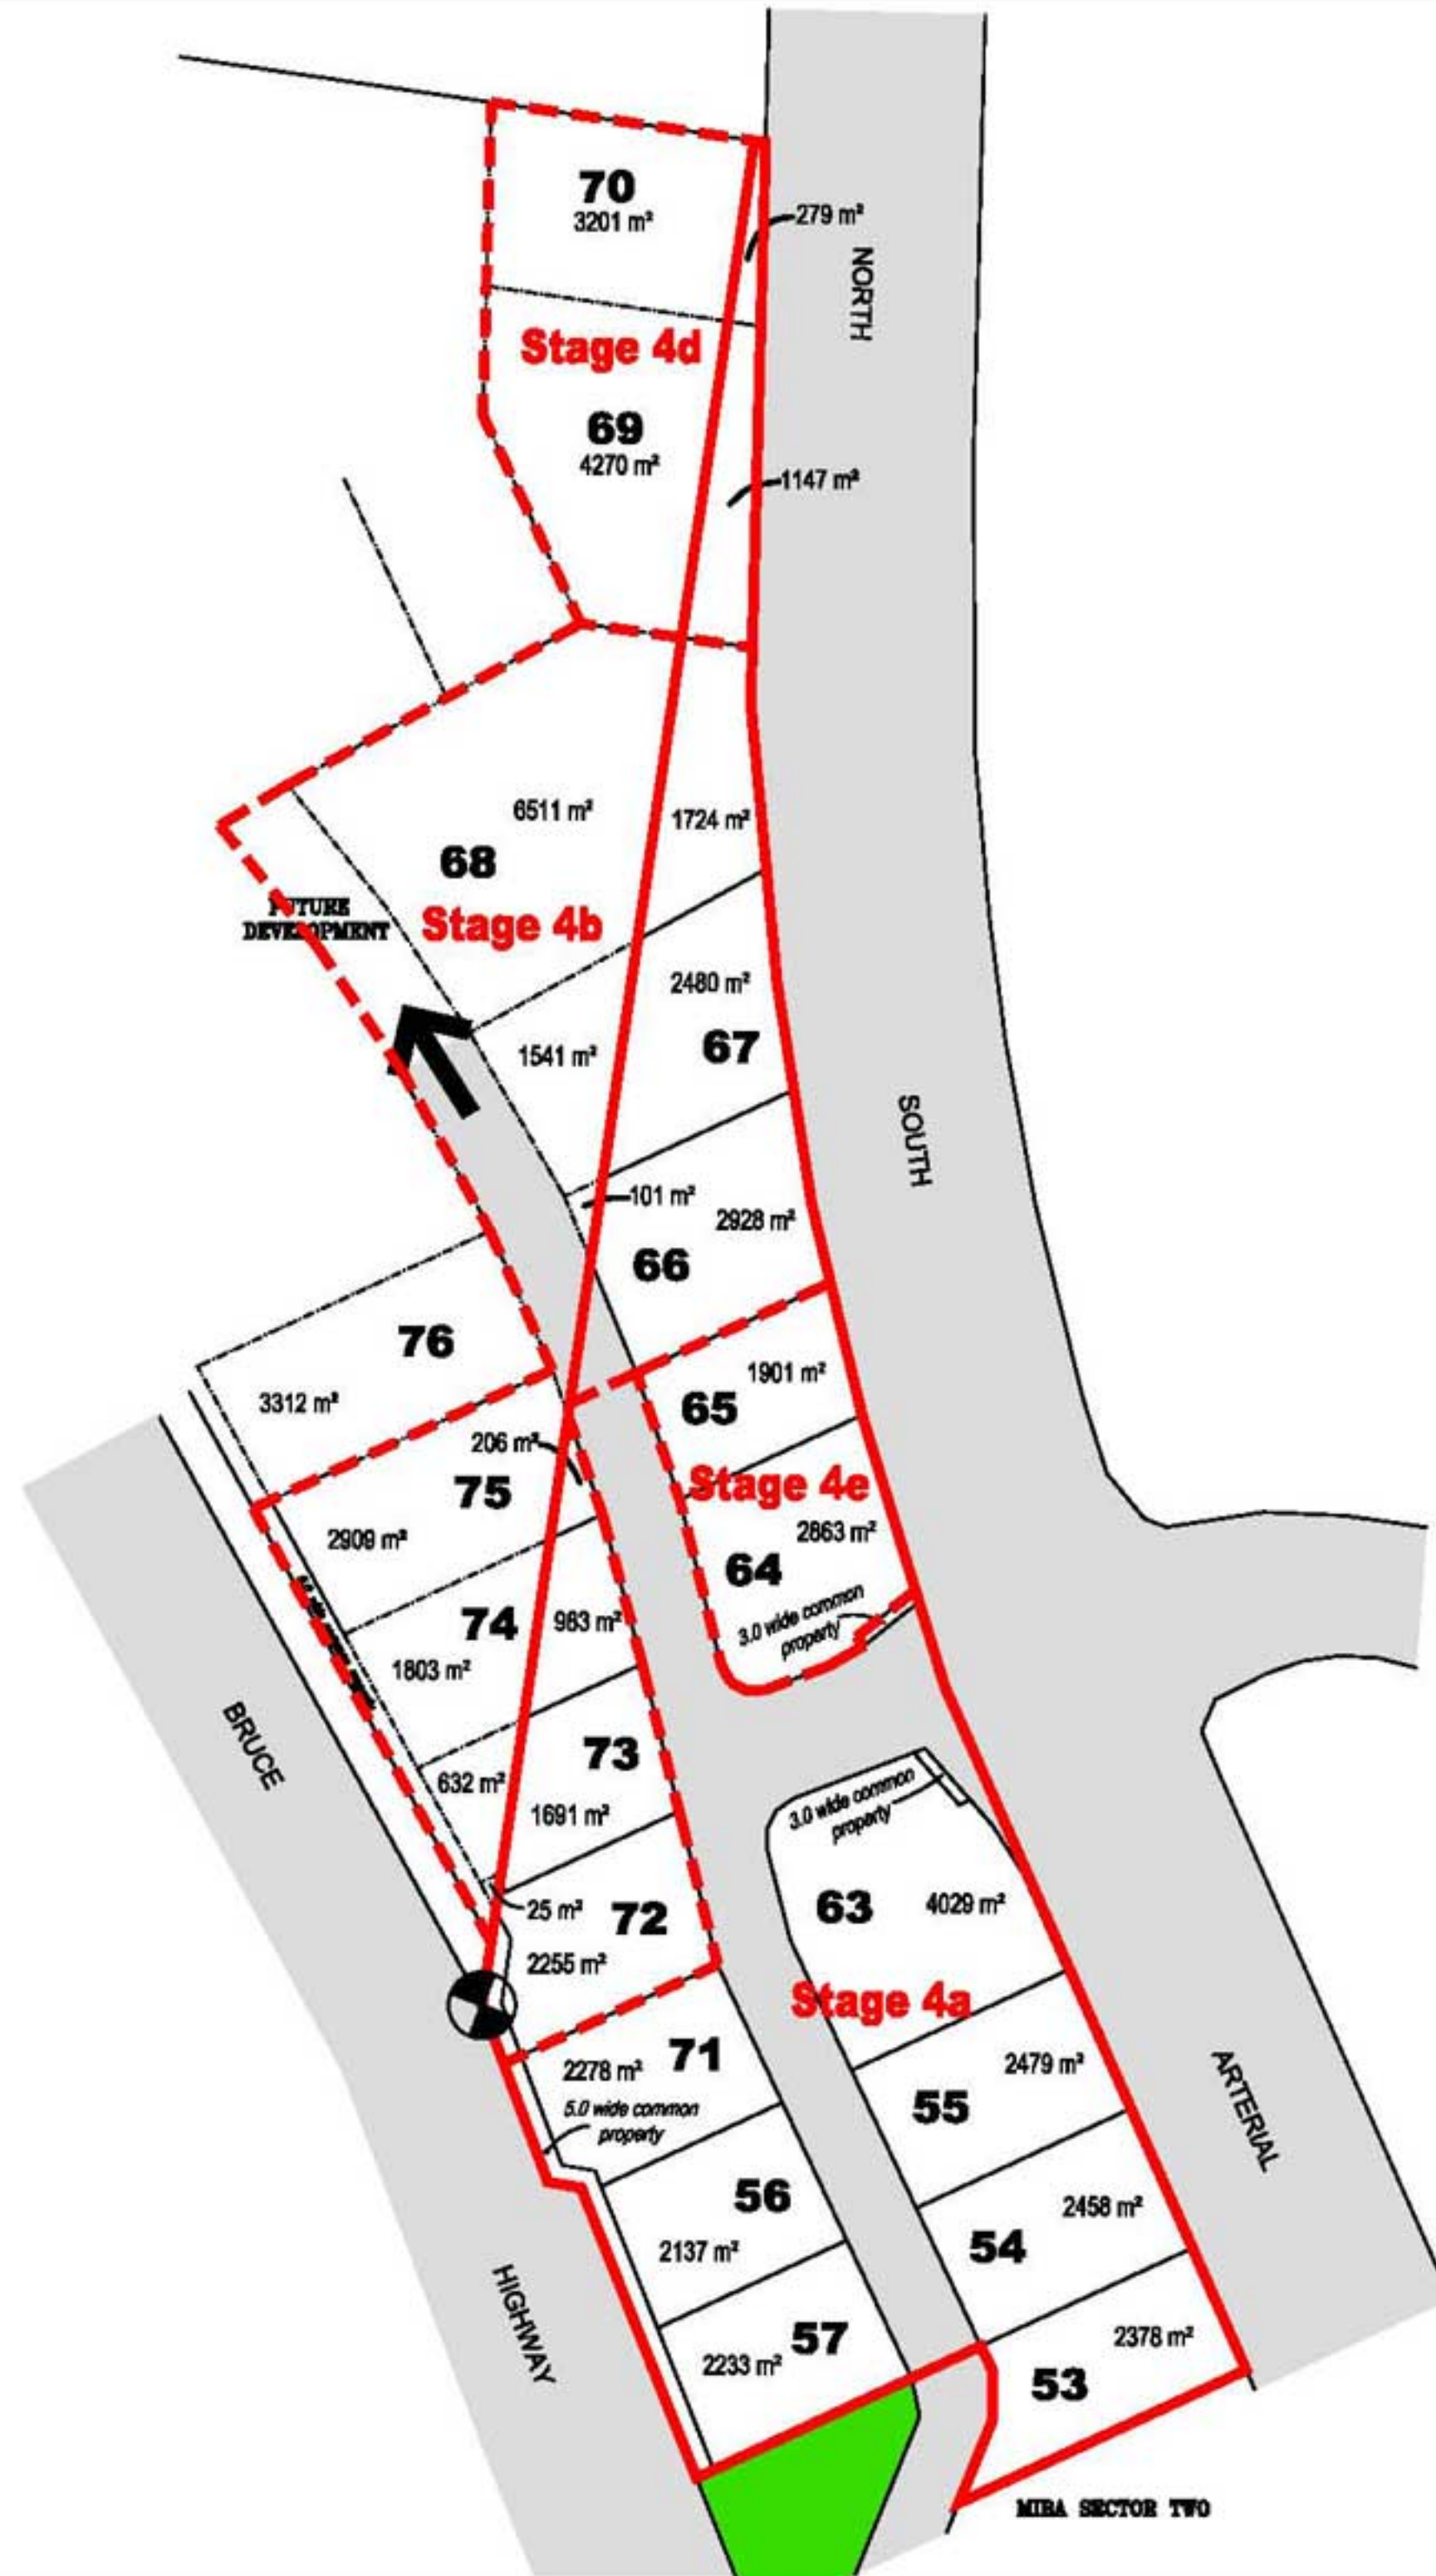 70
3201 m²
279 m²
NORTH
Stage 4d
69
4270 m²
1147 m²
6511 m²
1724 m²
68
FUTURE
DEVELOPMENT
Stage 4b
2480 m²
67
1541 m²
SOUTH
101 m²
2928 m²
66
76
3312 m²
1901 m²
65
206 m²
75
Stage 4e
2909 m²
2863 m²
64
74
983 m²
3.0 wide common
property
1803 m²
BRUCE
73
632 m²
1691 m²
3.0 wide common
property
63
4029 m²
25 m²
72
2255 m²
Stage 4a
71
2278 m²
2479 m²
55
5.0 wide common
property
ARTERIAL
56
2458 m²
54
2137 m²
HIGHWAY
57
2233 m²
2378 m²
53
MIBA SECTOR TWO